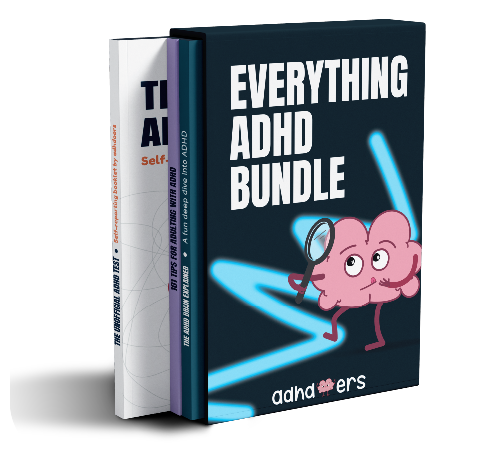 EVERYTHING
ADHD
BUNDLE
adhd ers
THE UNOFFICIAL ADHD TEST • Self-reporting booklet by adhdoers
101 TIPS FOR ADULTING WITH ADHD
THE ADHD BRAIN EXPLAINED • A fun deep dive into ADHD
Self-